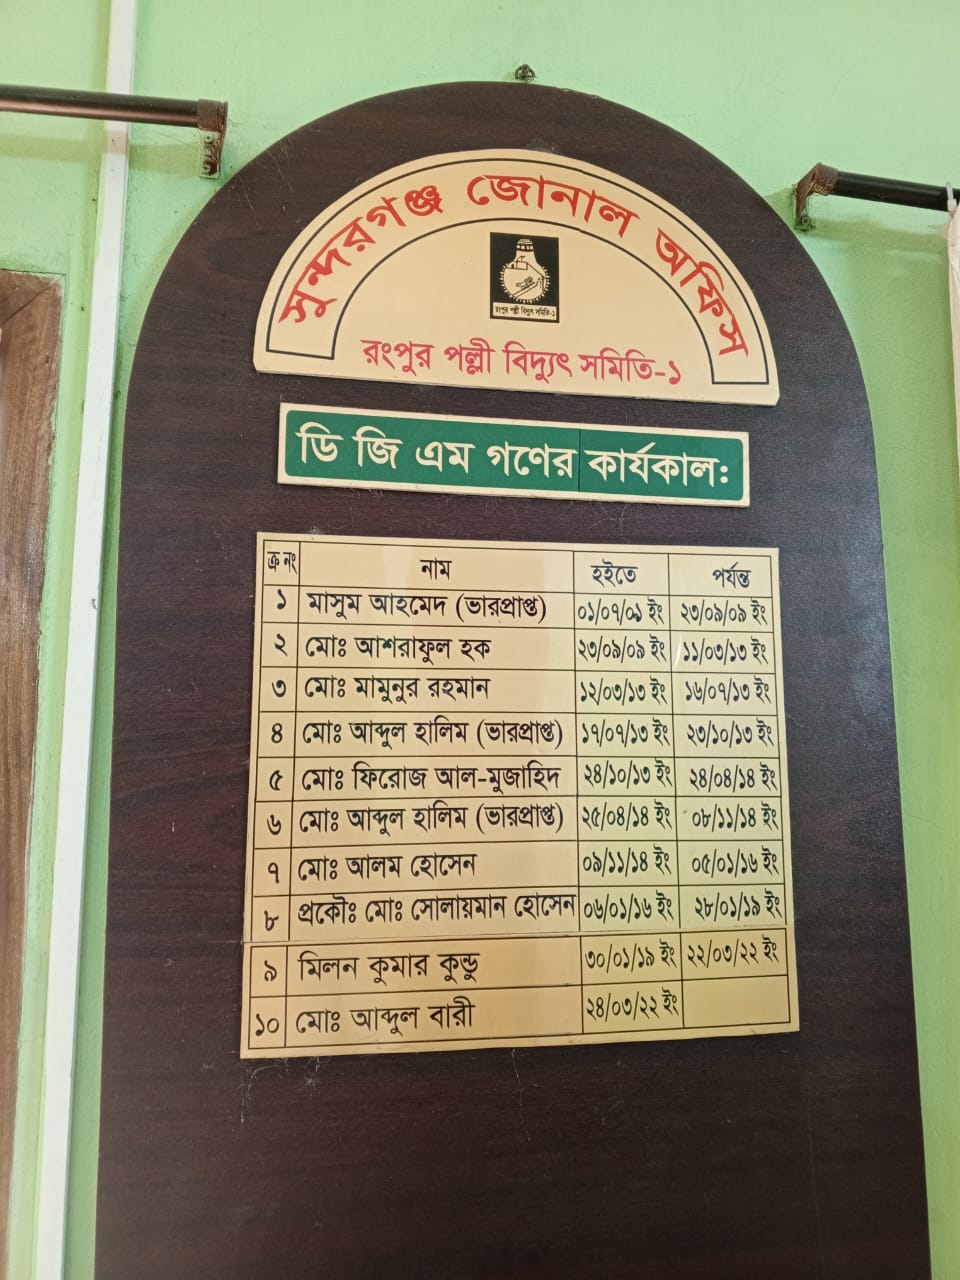 সুন্দরগঞ্জ জোনাল অফিস
রংপুর পল্লী বিদ্যুৎ সমিতি-১
রংপুর পল্লী বিদ্যুৎ সমিতি-১
ডি জি এম গণের কার্যকাল:
ক্র নং নাম হইতে পর্যন্ত
১ মাসুম আহমেদ (ভারপ্রাপ্ত) ০১/০৭/০৯ ইং ২৩/০৯/০৯ ইং
২ মোঃ আশরাফুল হক ২৩/০৯/০৯ ইং ১১/০৩/১৩ ইং
৩ মোঃ মামুনুর রহমান ১২/০৩/১৩ ইং ১৬/০৭/১৩ ইং
৪ মোঃ আব্দুল হালিম (ভারপ্রাপ্ত) ১৭/০৭/১৩ ইং ২৩/১০/১৩ ইং
৫ মোঃ ফিরোজ আল-মুজাহিদ ২৪/১০/১৩ ইং ২৪/০৪/১৪ ইং
৬ মোঃ আব্দুল হালিম (ভারপ্রাপ্ত) ২৫/০৪/১৪ ইং ০৮/১১/১৪ ইং
৭ মোঃ আলম হোসেন ০৯/১১/১৪ ইং ০৫/০১/১৬ ইং
৮ প্রকৌঃ মোঃ সোলায়মান হোসেন ০৬/০১/১৬ ইং ২৮/০১/১৯ ইং
৯ মিলন কুমার কুন্ডু ৩০/০১/১৯ ইং ২২/০৩/২২ ইং
১০ মোঃ আব্দুল বারী ২৪/০৩/২২ ইং